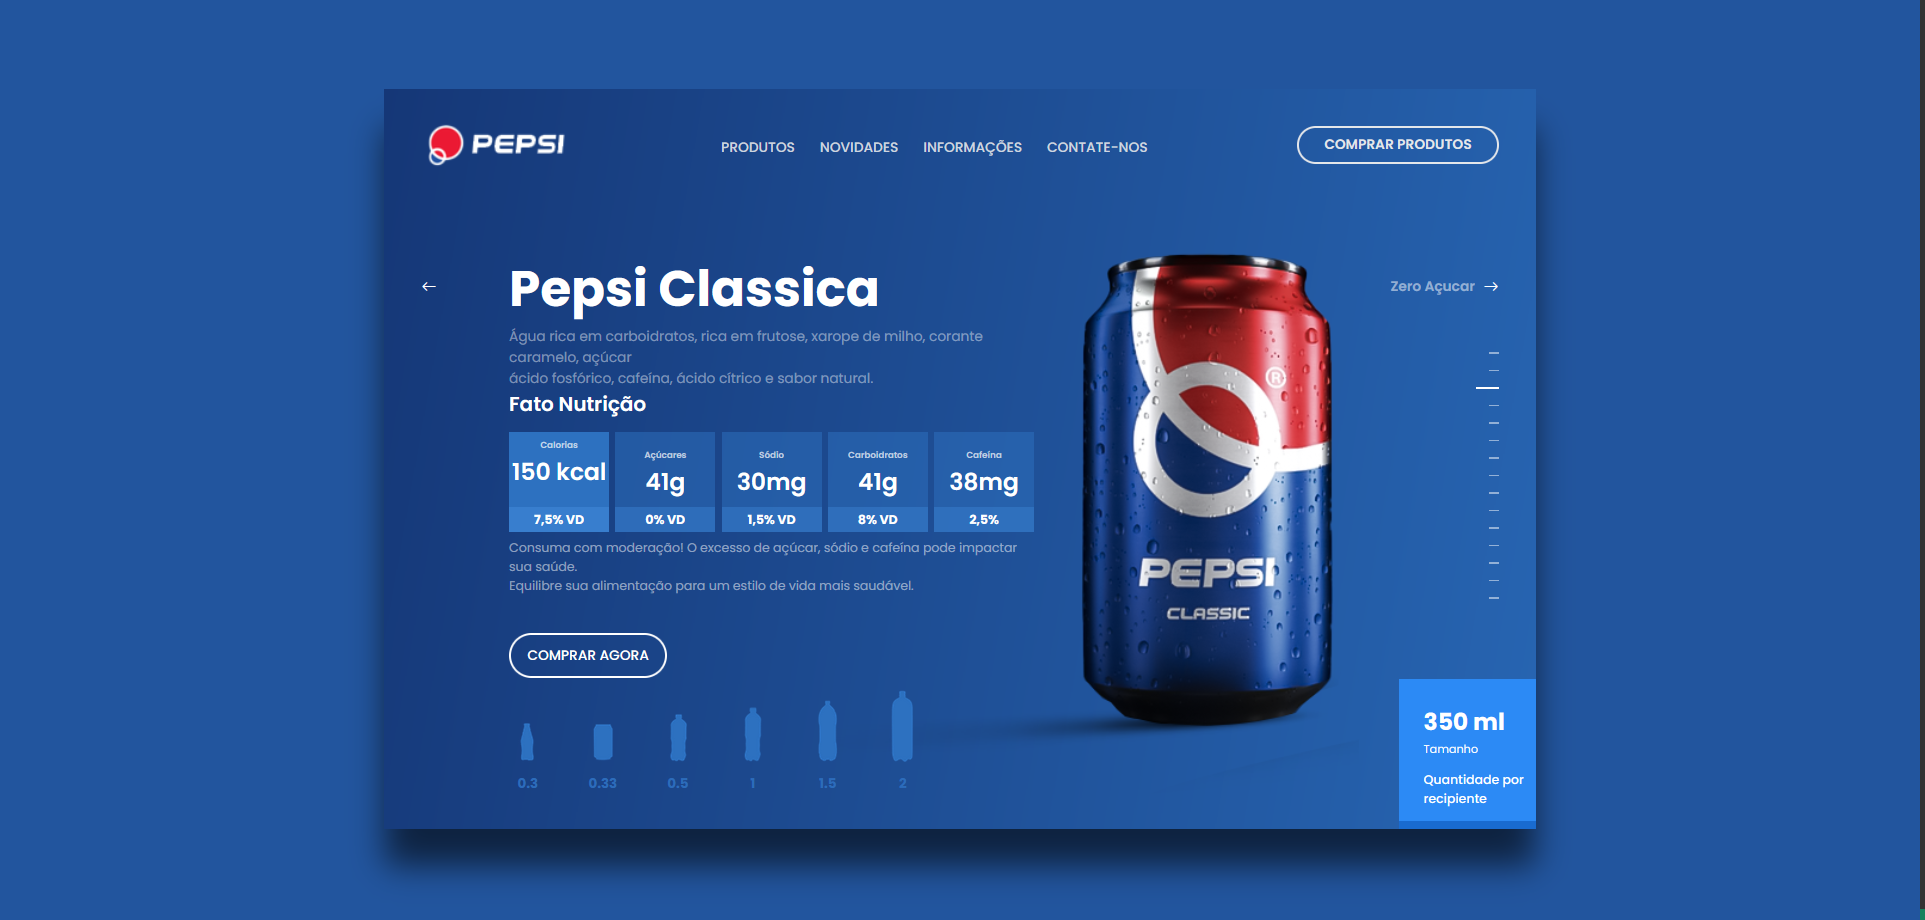 PEPSI
PRODUTOS NOVIDADES INFORMAÇÕES CONTATE-NOS
COMPRAR PRODUTOS
Pepsi Classica
Zero Açucar
Água rica em carboidratos, rica em frutose, xarope de milho, corante
caramelo, açúcar
ácido fosfórico, cafeína, ácido cítrico e sabor natural.
Fato Nutrição
Calorias
150 kcal
7,5% VD
Açúcares
41g
0% VD
Sódio
30mg
1,5% VD
Carboidratos
41g
8% VD
Cafeína
38mg
2,5%
Consuma com moderação! O excesso de açúcar, sódio e cafeína pode impactar
sua saúde.
Equilibre sua alimentação para um estilo de vida mais saudável.
COMPRAR AGORA
0.3 0.33 0.5 1 1.5 2
®
PEPSI
CLASSIC
350 ml
Tamanho
Quantidade por
recipiente